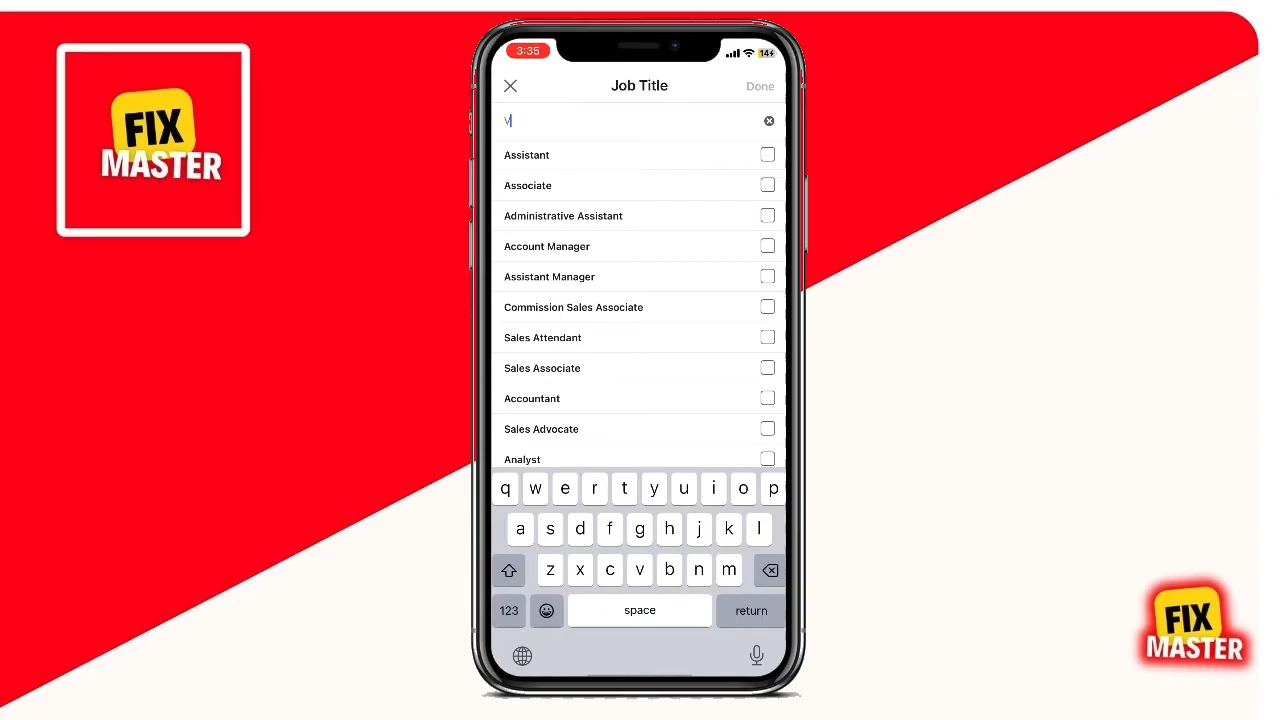 FIX
MASTER
3:35
14
Job Title
Done
V
Assistant
Associate
Administrative Assistant
Account Manager
Assistant Manager
Commission Sales Associate
Sales Attendant
Sales Associate
Accountant
Sales Advocate
Analyst
q w e r t y u i o p
a s d f g h j k l
z x c v b n m
123 space return
FIX
MASTER